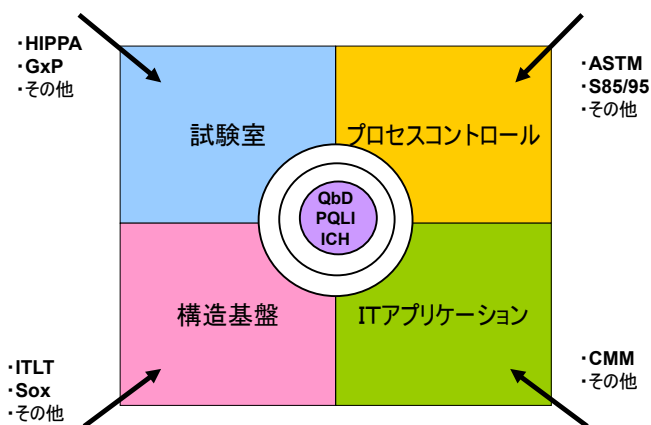 ・HIPPA
・GxP
・その他
・ASTM
・S85/95
・その他
試験室
プロセスコントロール
QbD
PQLI
ICH
構造基盤
ITアプリケーション
・ITLT
・Sox
・その他
・CMM
・その他